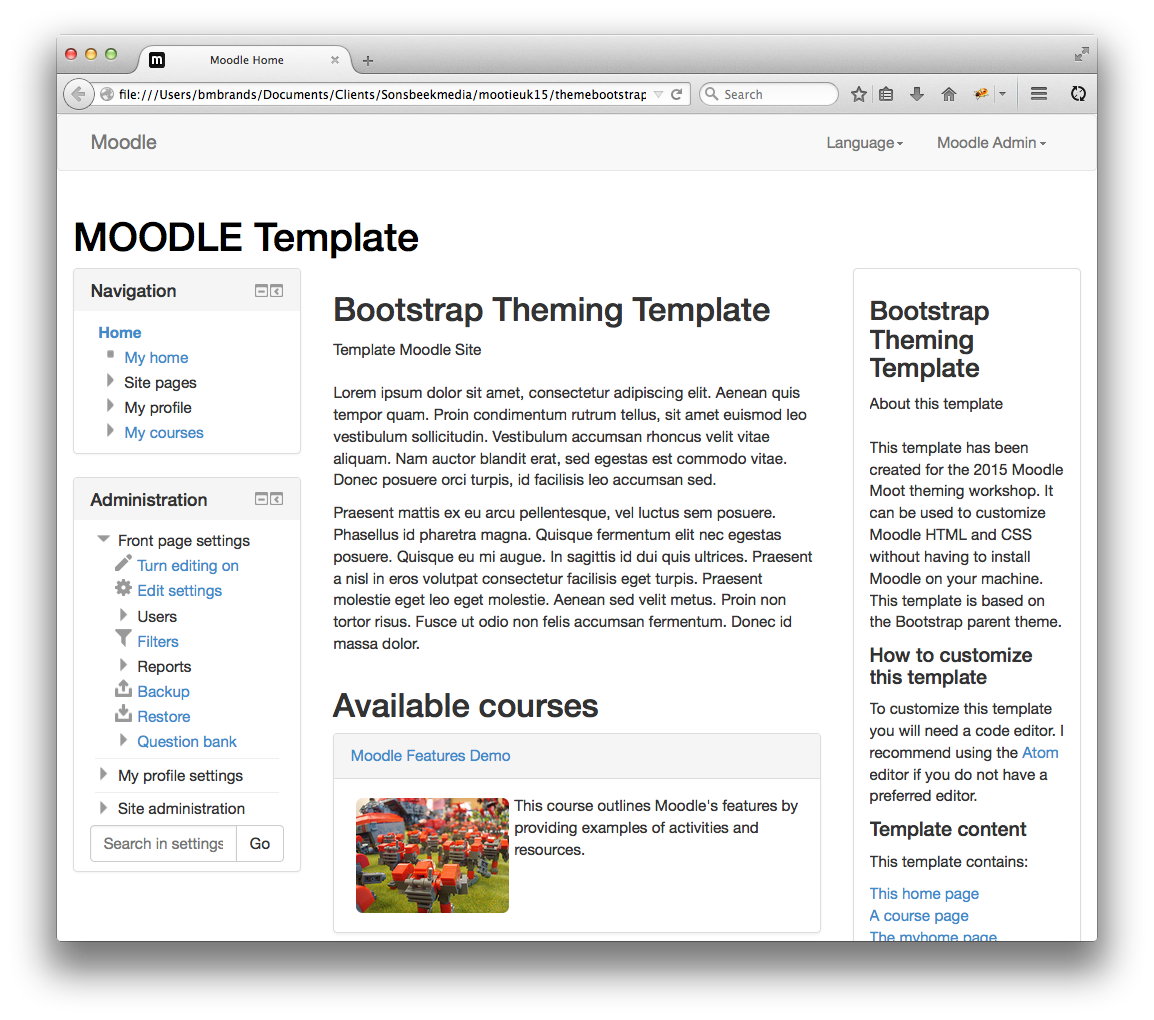 Moodle Home
file:///Users/bmbrands/Documents/Clients/Sonsbeekmedia/mootieuk15/themebootstrap
Search
Moodle
Language
Moodle Admin
MOODLE Template
Navigation
Home
My home
Site pages
My profile
My courses
Administration
Front page settings
Turn editing on
Edit settings
Users
Filters
Reports
Backup
Restore
Question bank
My profile settings
Site administration
Search in settings
Go
Bootstrap Theming Template
Template Moodle Site
Lorem ipsum dolor sit amet, consectetur adipiscing elit. Aenean quis
tempor quam. Proin condimentum rutrum tellus, sit amet euismod leo
vestibulum sollicitudin. Vestibulum accumsan rhoncus velit vitae
aliquam. Nam auctor blandit erat, sed egestas est commodo vitae.
Donec posuere orci turpis, id facilisis leo accumsan sed.
Praesent mattis ex eu arcu pellentesque, vel luctus sem posuere.
Phasellus id pharetra magna. Quisque fermentum elit nec egestas
posuere. Quisque eu mi augue. In sagittis id dui quis ultrices. Praesent
a nisl in eros volutpat consectetur facilisis eget turpis. Praesent
molestie eget leo eget molestie. Aenean sed velit metus. Proin non
tortor risus. Fusce ut odio non felis accumsan fermentum. Donec id
massa dolor.
Available courses
Moodle Features Demo
This course outlines Moodle's features by
providing examples of activities and
resources.
Bootstrap
Theming
Template
About this template
This template has been
created for the 2015 Moodle
Moot theming workshop. It
can be used to customize
Moodle HTML and CSS
without having to install
Moodle on your machine.
This template is based on
the Bootstrap parent theme.
How to customize
this template
To customize this template
you will need a code editor. I
recommend using the Atom
editor if you do not have a
preferred editor.
Template content
This template contains:
This home page
A course page
The myhome page